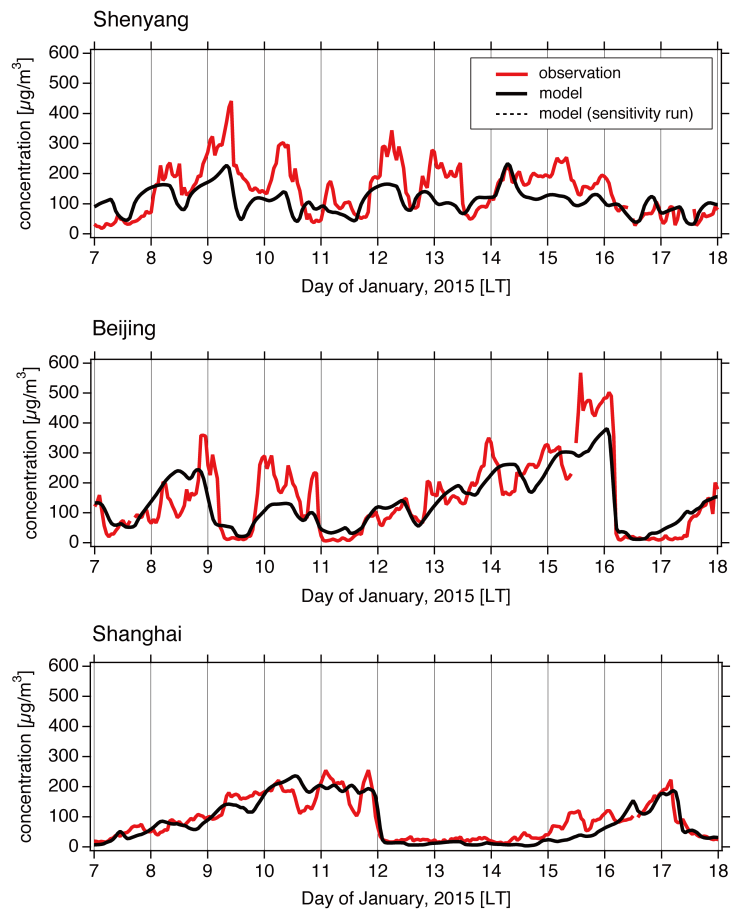 Shenyang
600
500
400
300
200
100
0
concentration [µg/m³]
observation
model
model (sensitivity run)
7 8 9 10 11 12 13 14 15 16 17 18
Day of January, 2015 [LT]
Beijing
600
500
400
300
200
100
0
concentration [µg/m³]
7 8 9 10 11 12 13 14 15 16 17 18
Day of January, 2015 [LT]
Shanghai
600
500
400
300
200
100
0
concentration [µg/m³]
7 8 9 10 11 12 13 14 15 16 17 18
Day of January, 2015 [LT]